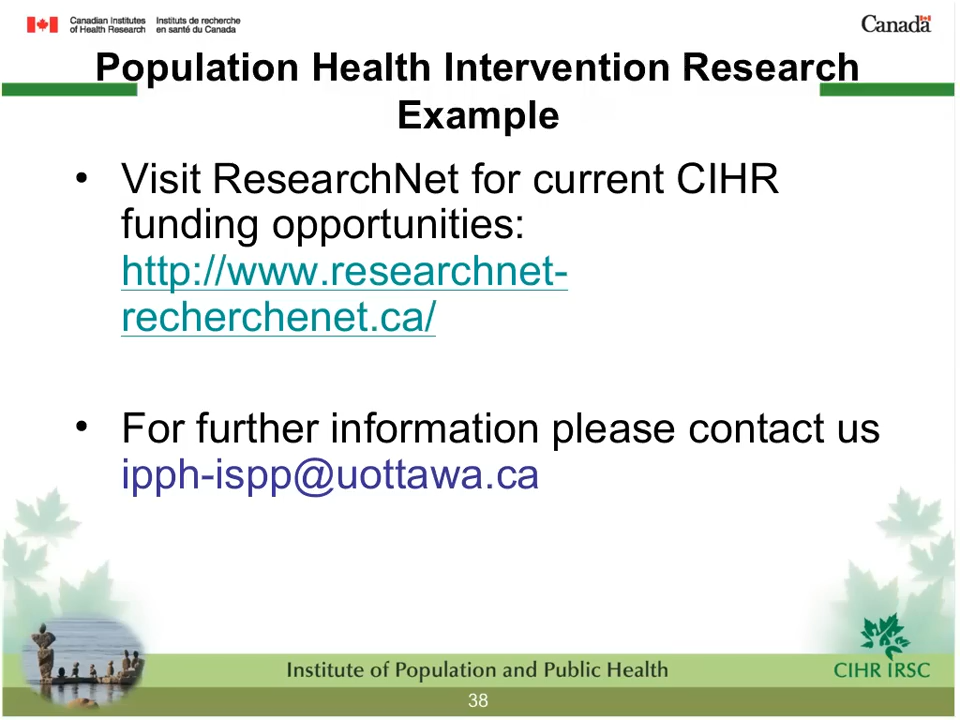 Canadian Institutes
of Health Research
Instituts de recherche
en santé du Canada
Canada
Population Health Intervention Research
Example
• Visit ResearchNet for current CIHR
funding opportunities:
http://www.researchnet-
recherchenet.ca/
• For further information please contact us
ipph-ispp@uottawa.ca
Institute of Population and Public Health
CIHR IRSC
38